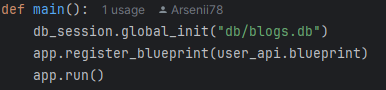 def main():  1 usage  Arsenii78
    db_session.global_init("db/blogs.db")
    app.register_blueprint(user_api.blueprint)
    app.run()